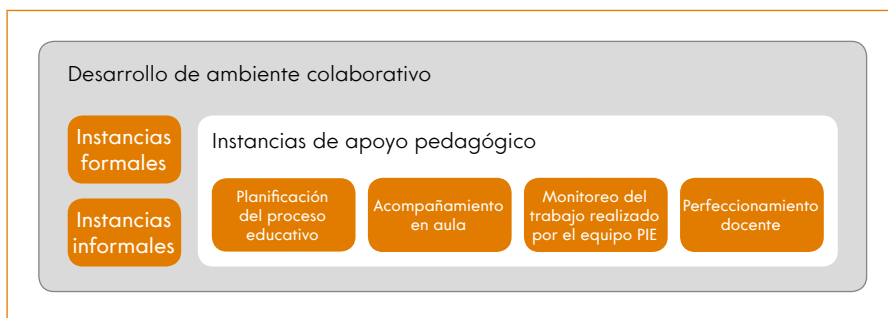 Desarrollo de ambiente colaborativo
Instancias
formales
Instancias
informales
Instancias de apoyo pedagógico
Planificación
del proceso
educativo
Acompañamiento
en aula
Monitoreo del
trabajo realizado
por el equipo PIE
Perfeccionamiento
docente